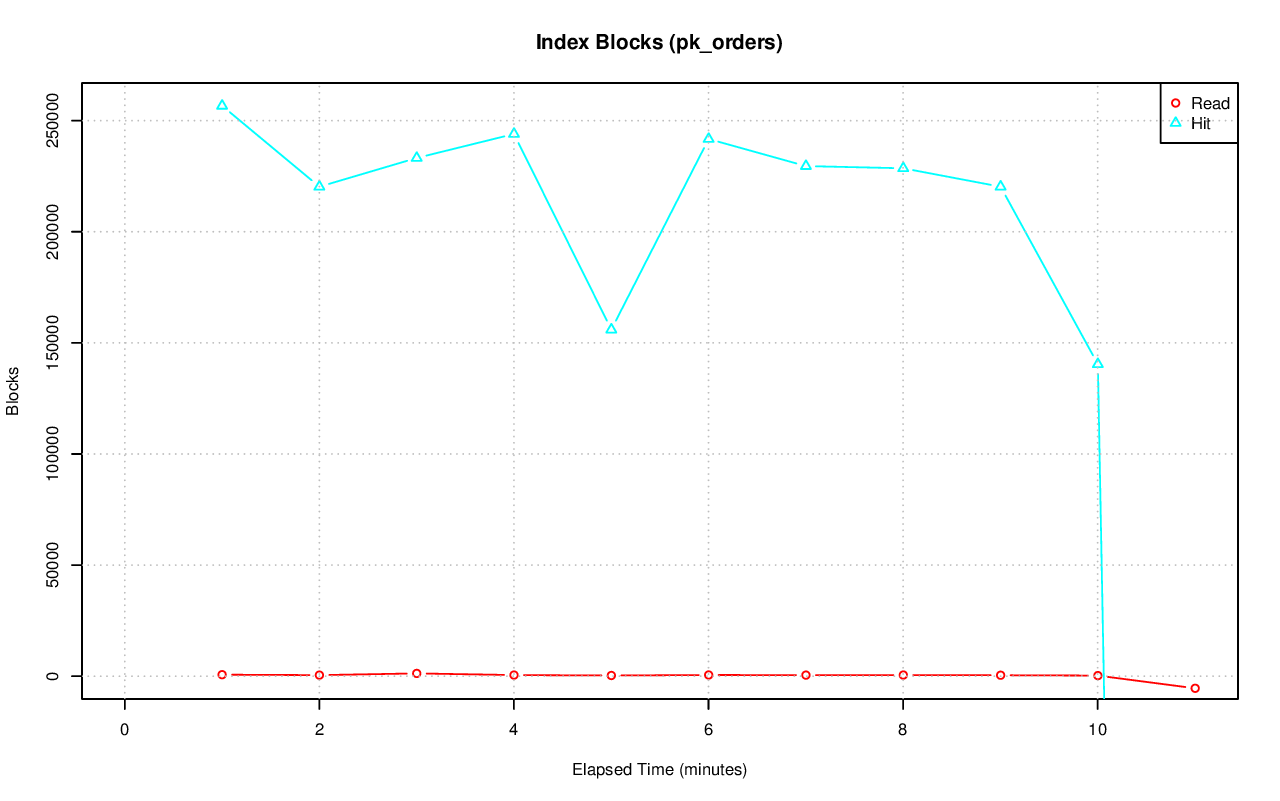 Index Blocks (pk_orders)
Read
Hit
250000
200000
150000
100000
50000
0
Blocks
0 2 4 6 8 10
Elapsed Time (minutes)